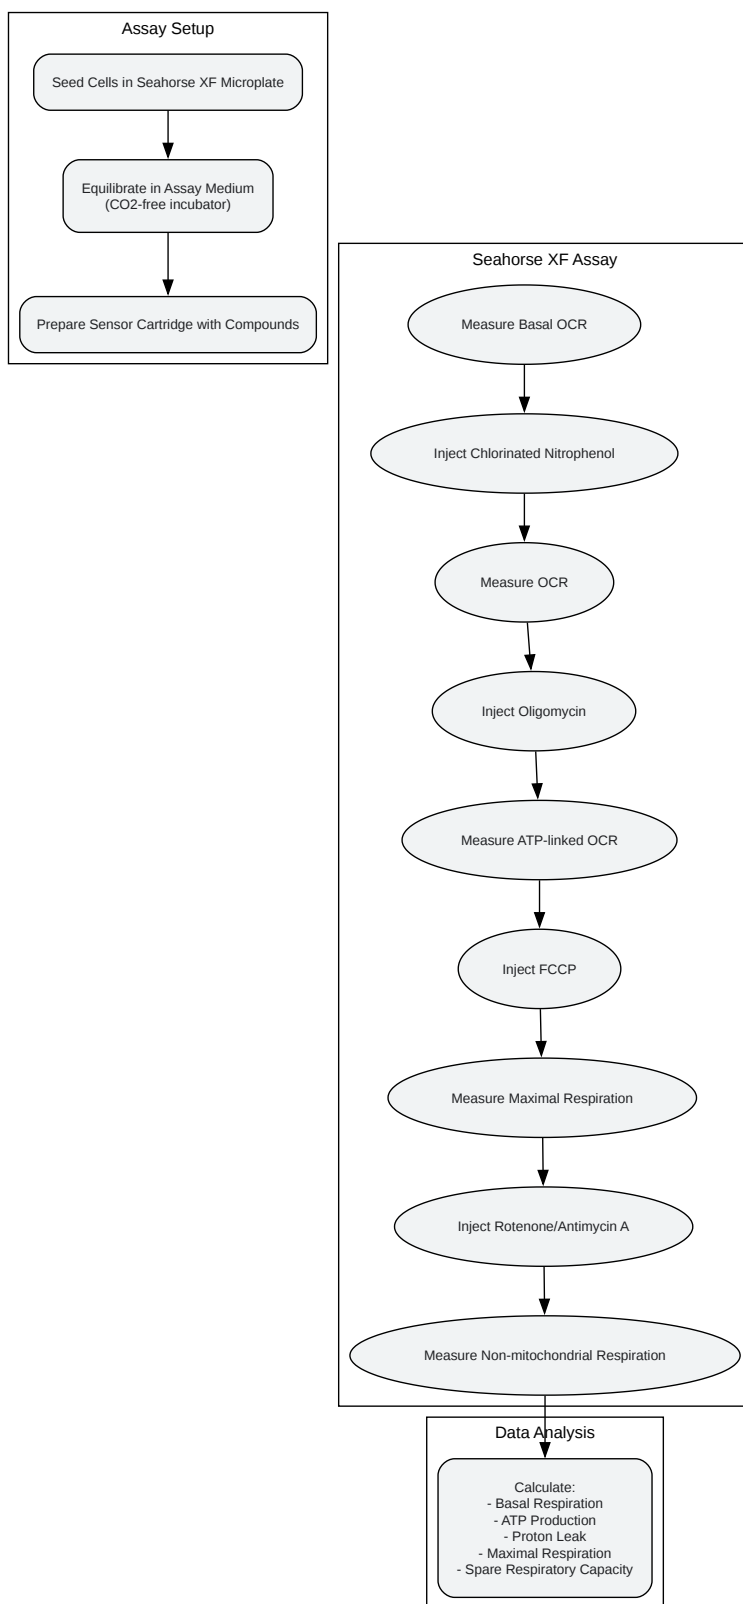 Assay Setup
Seed Cells in Seahorse XF Microplate
Equilibrate in Assay Medium
(CO2-free incubator)
Prepare Sensor Cartridge with Compounds
Seahorse XF Assay
Measure Basal OCR
Inject Chlorinated Nitrophenol
Measure OCR
Inject Oligomycin
Measure ATP-linked OCR
Inject FCCP
Measure Maximal Respiration
Inject Rotenone/Antimycin A
Measure Non-mitochondrial Respiration
Data Analysis
Calculate:
- Basal Respiration
- ATP Production
- Proton Leak
- Maximal Respiration
- Spare Respiratory Capacity